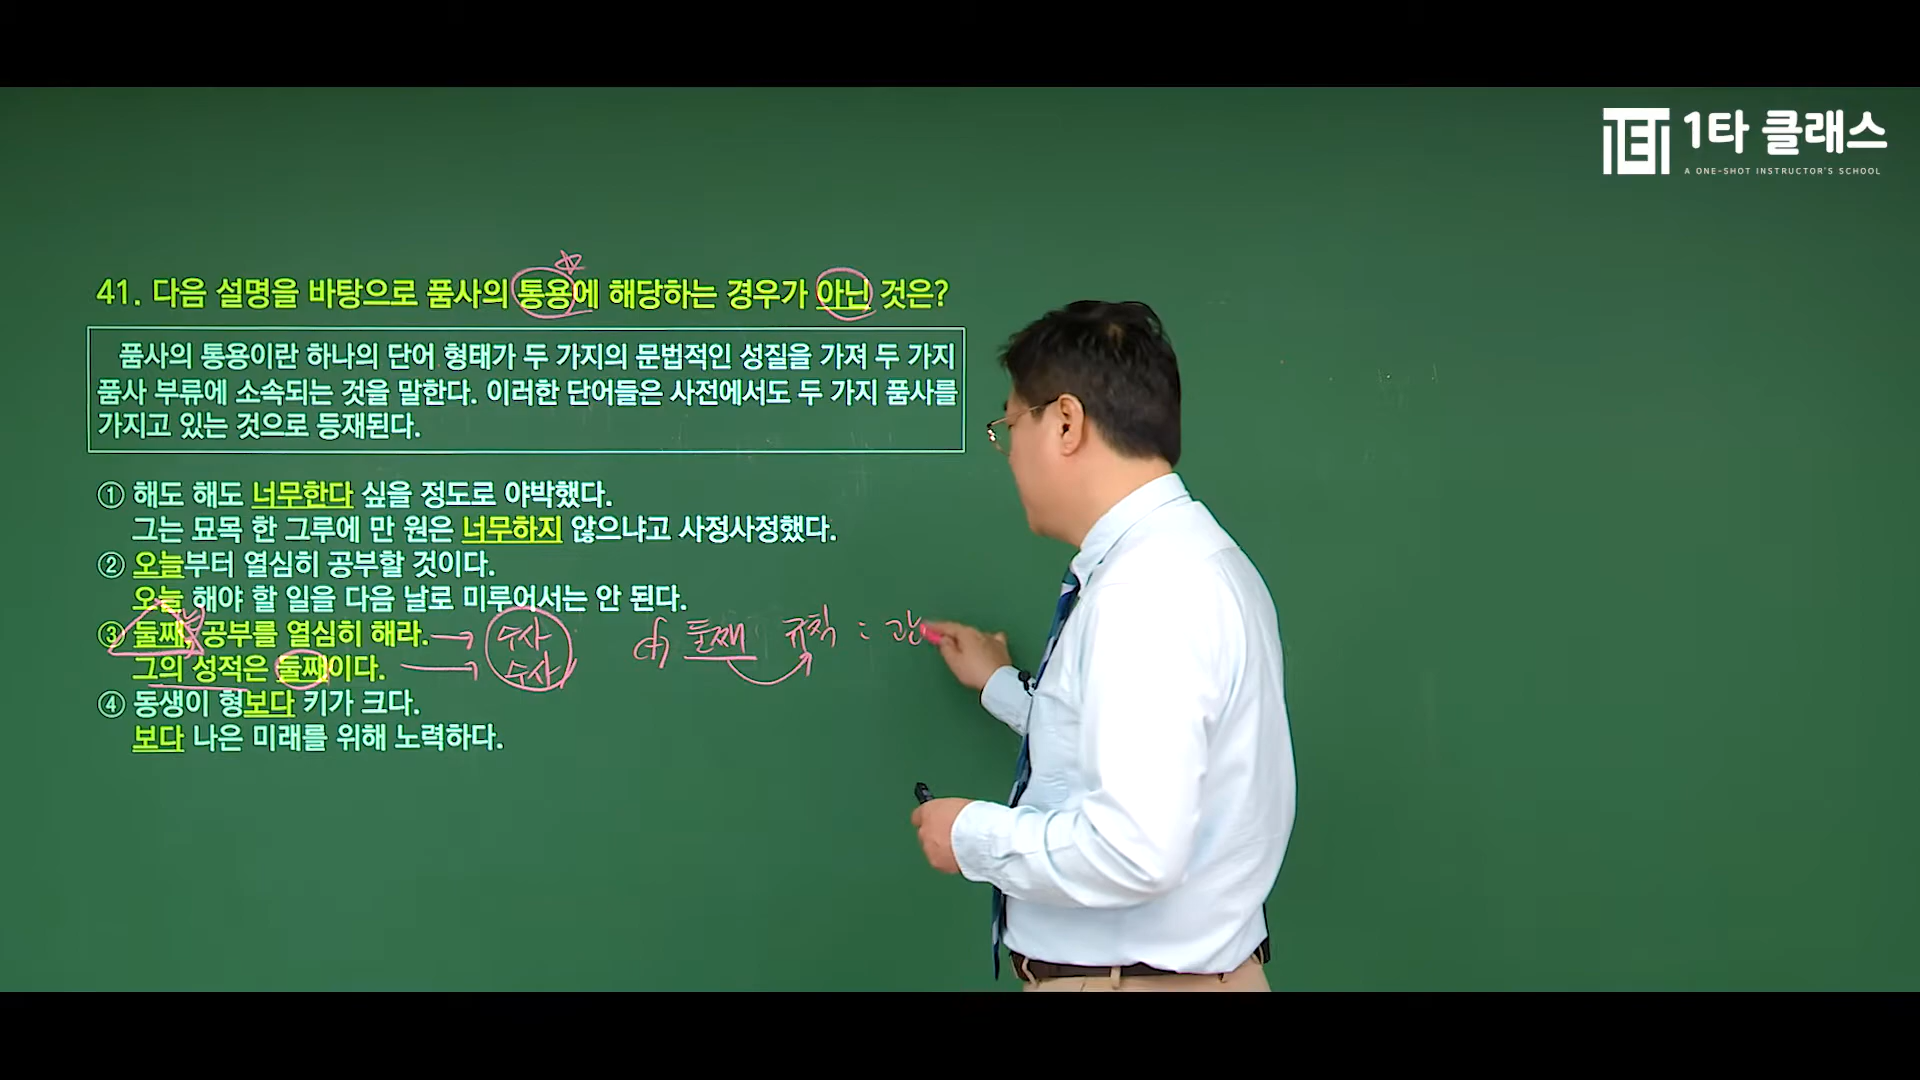 1타 클래스
A ONE-SHOT INSTRUCTOR'S SCHOOL
41. 다음 설명을 바탕으로 품사의 통용에 해당하는 경우가 아닌 것은?
품사의 통용이란 하나의 단어 형태가 두 가지의 문법적인 성질을 가져 두 가지
품사 부류에 소속되는 것을 말한다. 이러한 단어들은 사전에서도 두 가지 품사를
가지고 있는 것으로 등재된다.
① 해도 해도 너무한다 싶을 정도로 야박했다.
그는 묘목 한 그루에 만 원은 너무하지 않으냐고 사정사정했다.
② 오늘부터 열심히 공부할 것이다.
오늘 해야 할 일을 다음 날로 미루어서는 안 된다.
③ 둘째, 공부를 열심히 해라. → 수사 cf) 둘째 규칙 : 관
그의 성적은 둘째이다. → 수사
④ 동생이 형보다 키가 크다.
보다 나은 미래를 위해 노력하다.